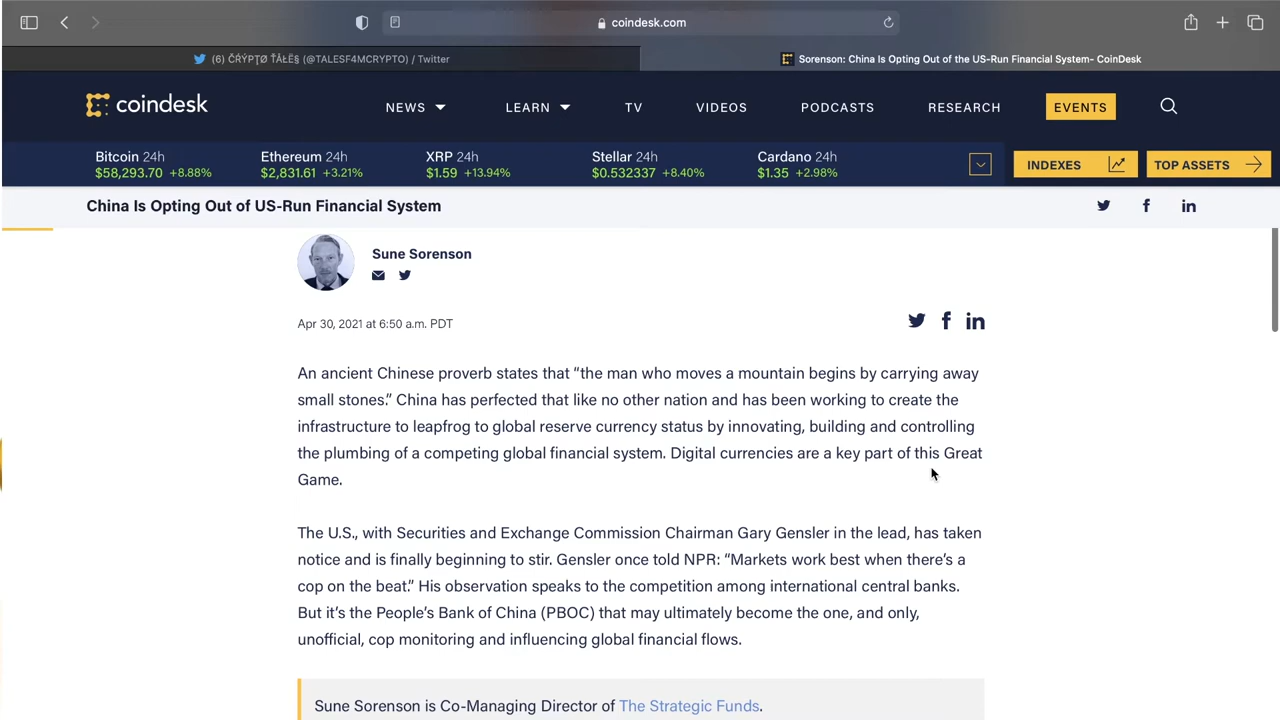 coindesk.com
(6) ČŔÝPŢØ ŤÅŁË§ (@TALESF4MCRYPTO) / Twitter
Sorenson: China Is Opting Out of the US-Run Financial System- CoinDesk
coindesk
NEWS
LEARN
TV
VIDEOS
PODCASTS
RESEARCH
EVENTS
Bitcoin 24h
$58,293.70 +8.88%
Ethereum 24h
$2,831.61 +3.21%
XRP 24h
$1.59 +13.94%
Stellar 24h
$0.532337 +8.40%
Cardano 24h
$1.35 +2.98%
INDEXES
TOP ASSETS
China Is Opting Out of US-Run Financial System
Sune Sorenson
Apr 30, 2021 at 6:50 a.m. PDT
An ancient Chinese proverb states that “the man who moves a mountain begins by carrying away
small stones.” China has perfected that like no other nation and has been working to create the
infrastructure to leapfrog to global reserve currency status by innovating, building and controlling
the plumbing of a competing global financial system. Digital currencies are a key part of this Great
Game.
The U.S., with Securities and Exchange Commission Chairman Gary Gensler in the lead, has taken
notice and is finally beginning to stir. Gensler once told NPR: “Markets work best when there’s a
cop on the beat.” His observation speaks to the competition among international central banks.
But it’s the People’s Bank of China (PBOC) that may ultimately become the one, and only,
unofficial, cop monitoring and influencing global financial flows.
Sune Sorenson is Co-Managing Director of The Strategic Funds.